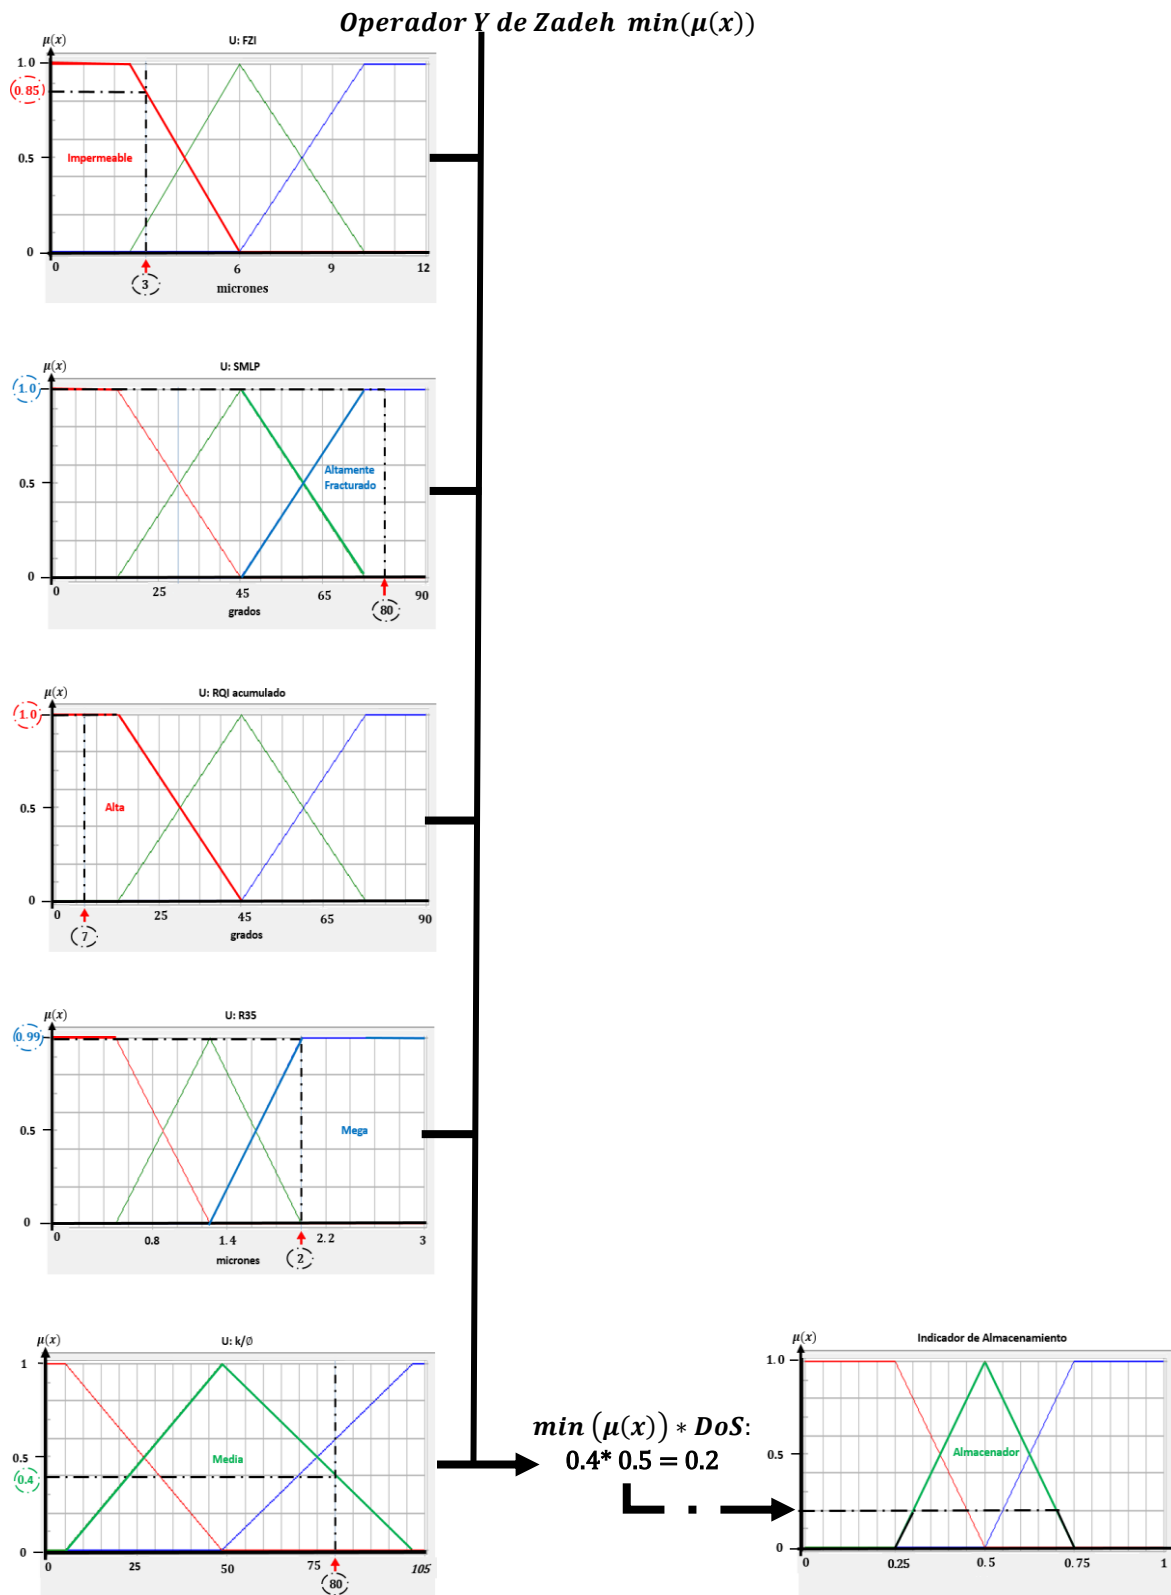 Operador Y de Zadeh min(μ(x))
μ(x)
U: FZI
1.0
0.85
Impermeable
0.5
0
0 6 9 12
micrones
3
μ(x)
U: SMLP
1.0
Altamente
Fracturado
0.5
0
0 25 45 65 90
grados
80
μ(x)
U: RQI acumulado
1.0
0.5
Alta
0
0 25 45 65 90
grados
7
μ(x)
U: R35
0.99
0.5
Mega
0
0 0.8 1.4 2.2 3
micrones
2
μ(x)
U: k/Ø
1
0.5
Media
0.4
0
0 25 50 75 105
80
min (μ(x)) * DoS:
0.4* 0.5 = 0.2
μ(x)
Indicador de Almacenamiento
1.0
Almacenador
0.5
0
0 0.25 0.5 0.75 1